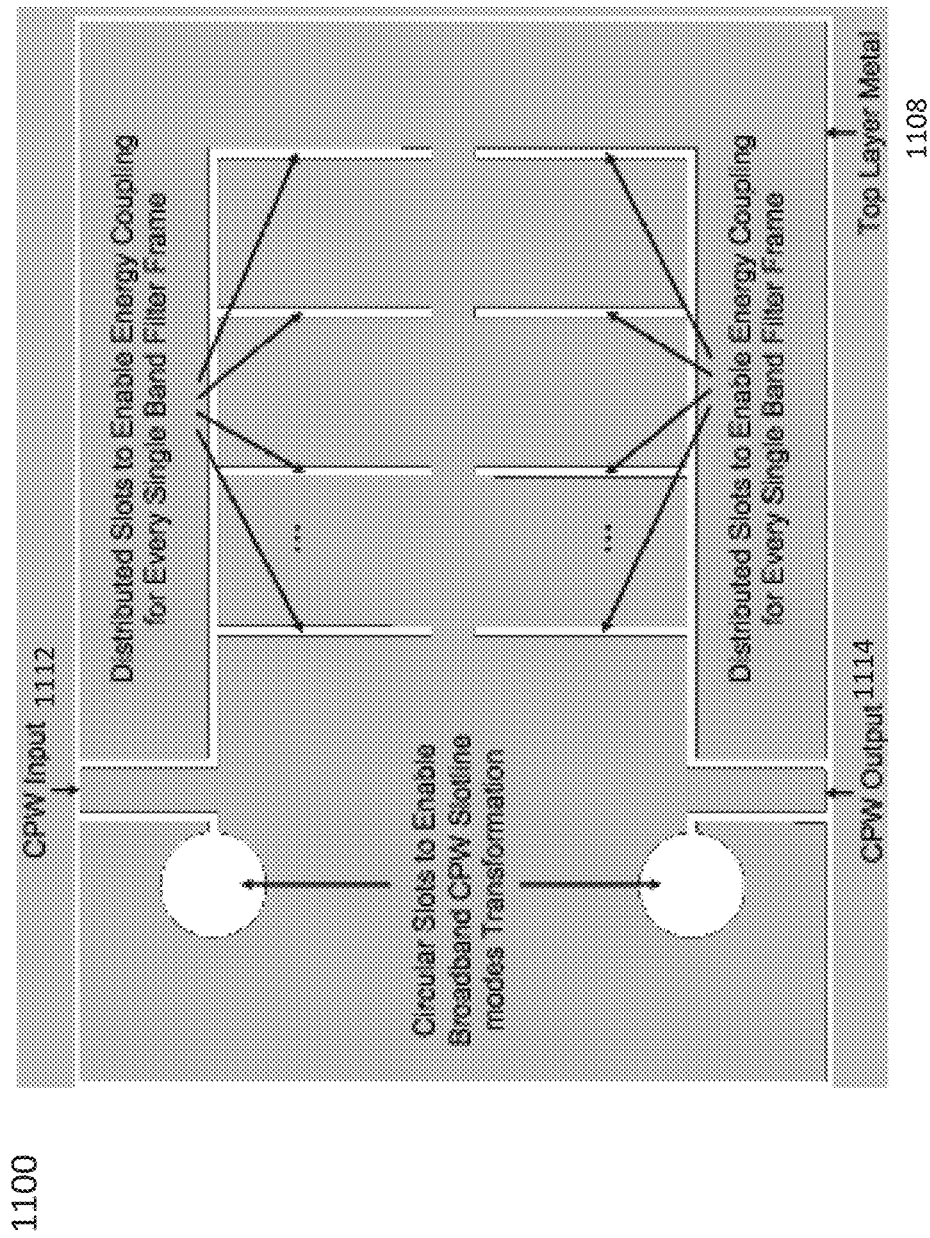 1100
CPW Input
1112
Distributed Slots to Enable Energy Coupling
for Every Single Band Filter Frame
...
Circular Slots to Enable
Broadband CPW Slotline
modes Transformation
...
Distributed Slots to Enable Energy Coupling
for Every Single Band Filter Frame
CPW Output
1114
Top Layer Metal
1108